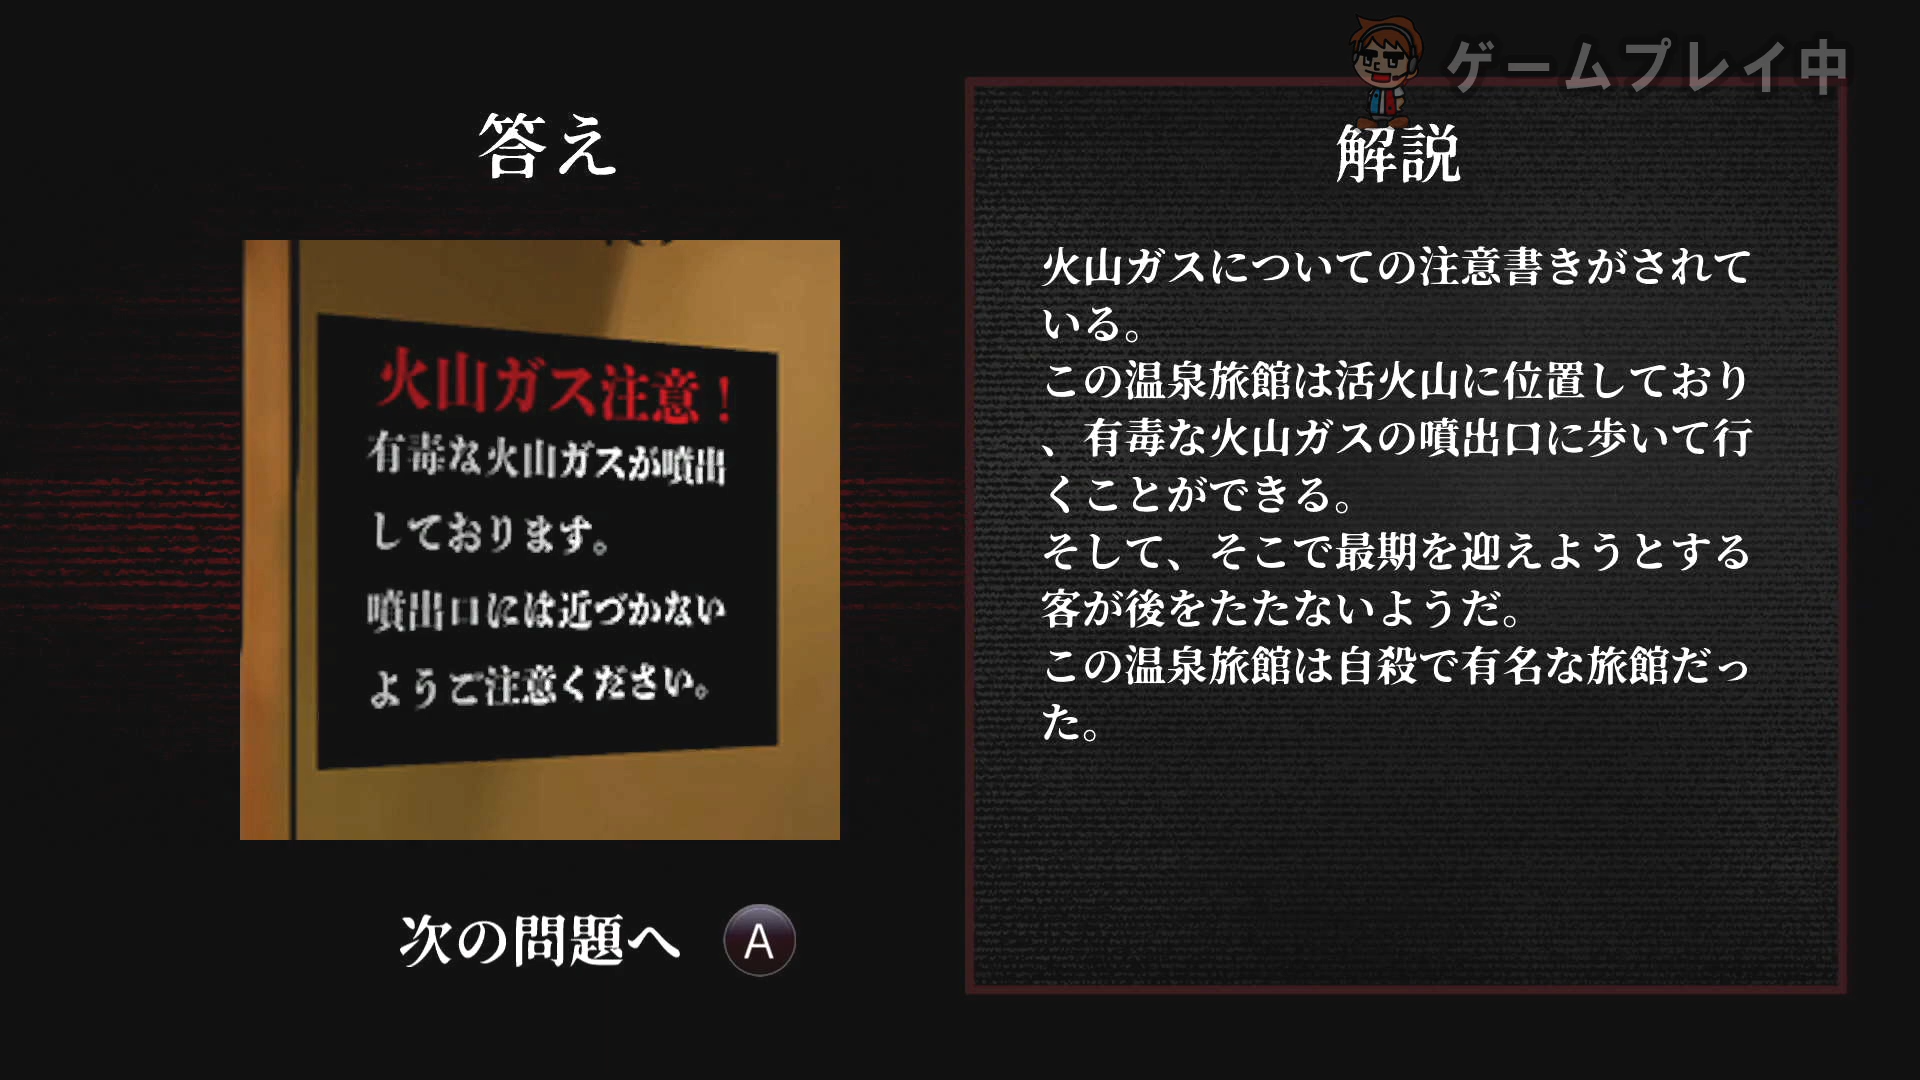 ゲームプレイ中
答え
火山ガス注意！
有毒な火山ガスが噴出
しております。
噴出口には近づかない
ようご注意ください。
次の問題へ A
解説
火山ガスについての注意書きがされて
いる。
この温泉旅館は活火山に位置しており
、有毒な火山ガスの噴出口に歩いて行
くことができる。
そして、そこで最期を迎えようとする
客が後をたたないようだ。
この温泉旅館は自殺で有名な旅館だっ
た。